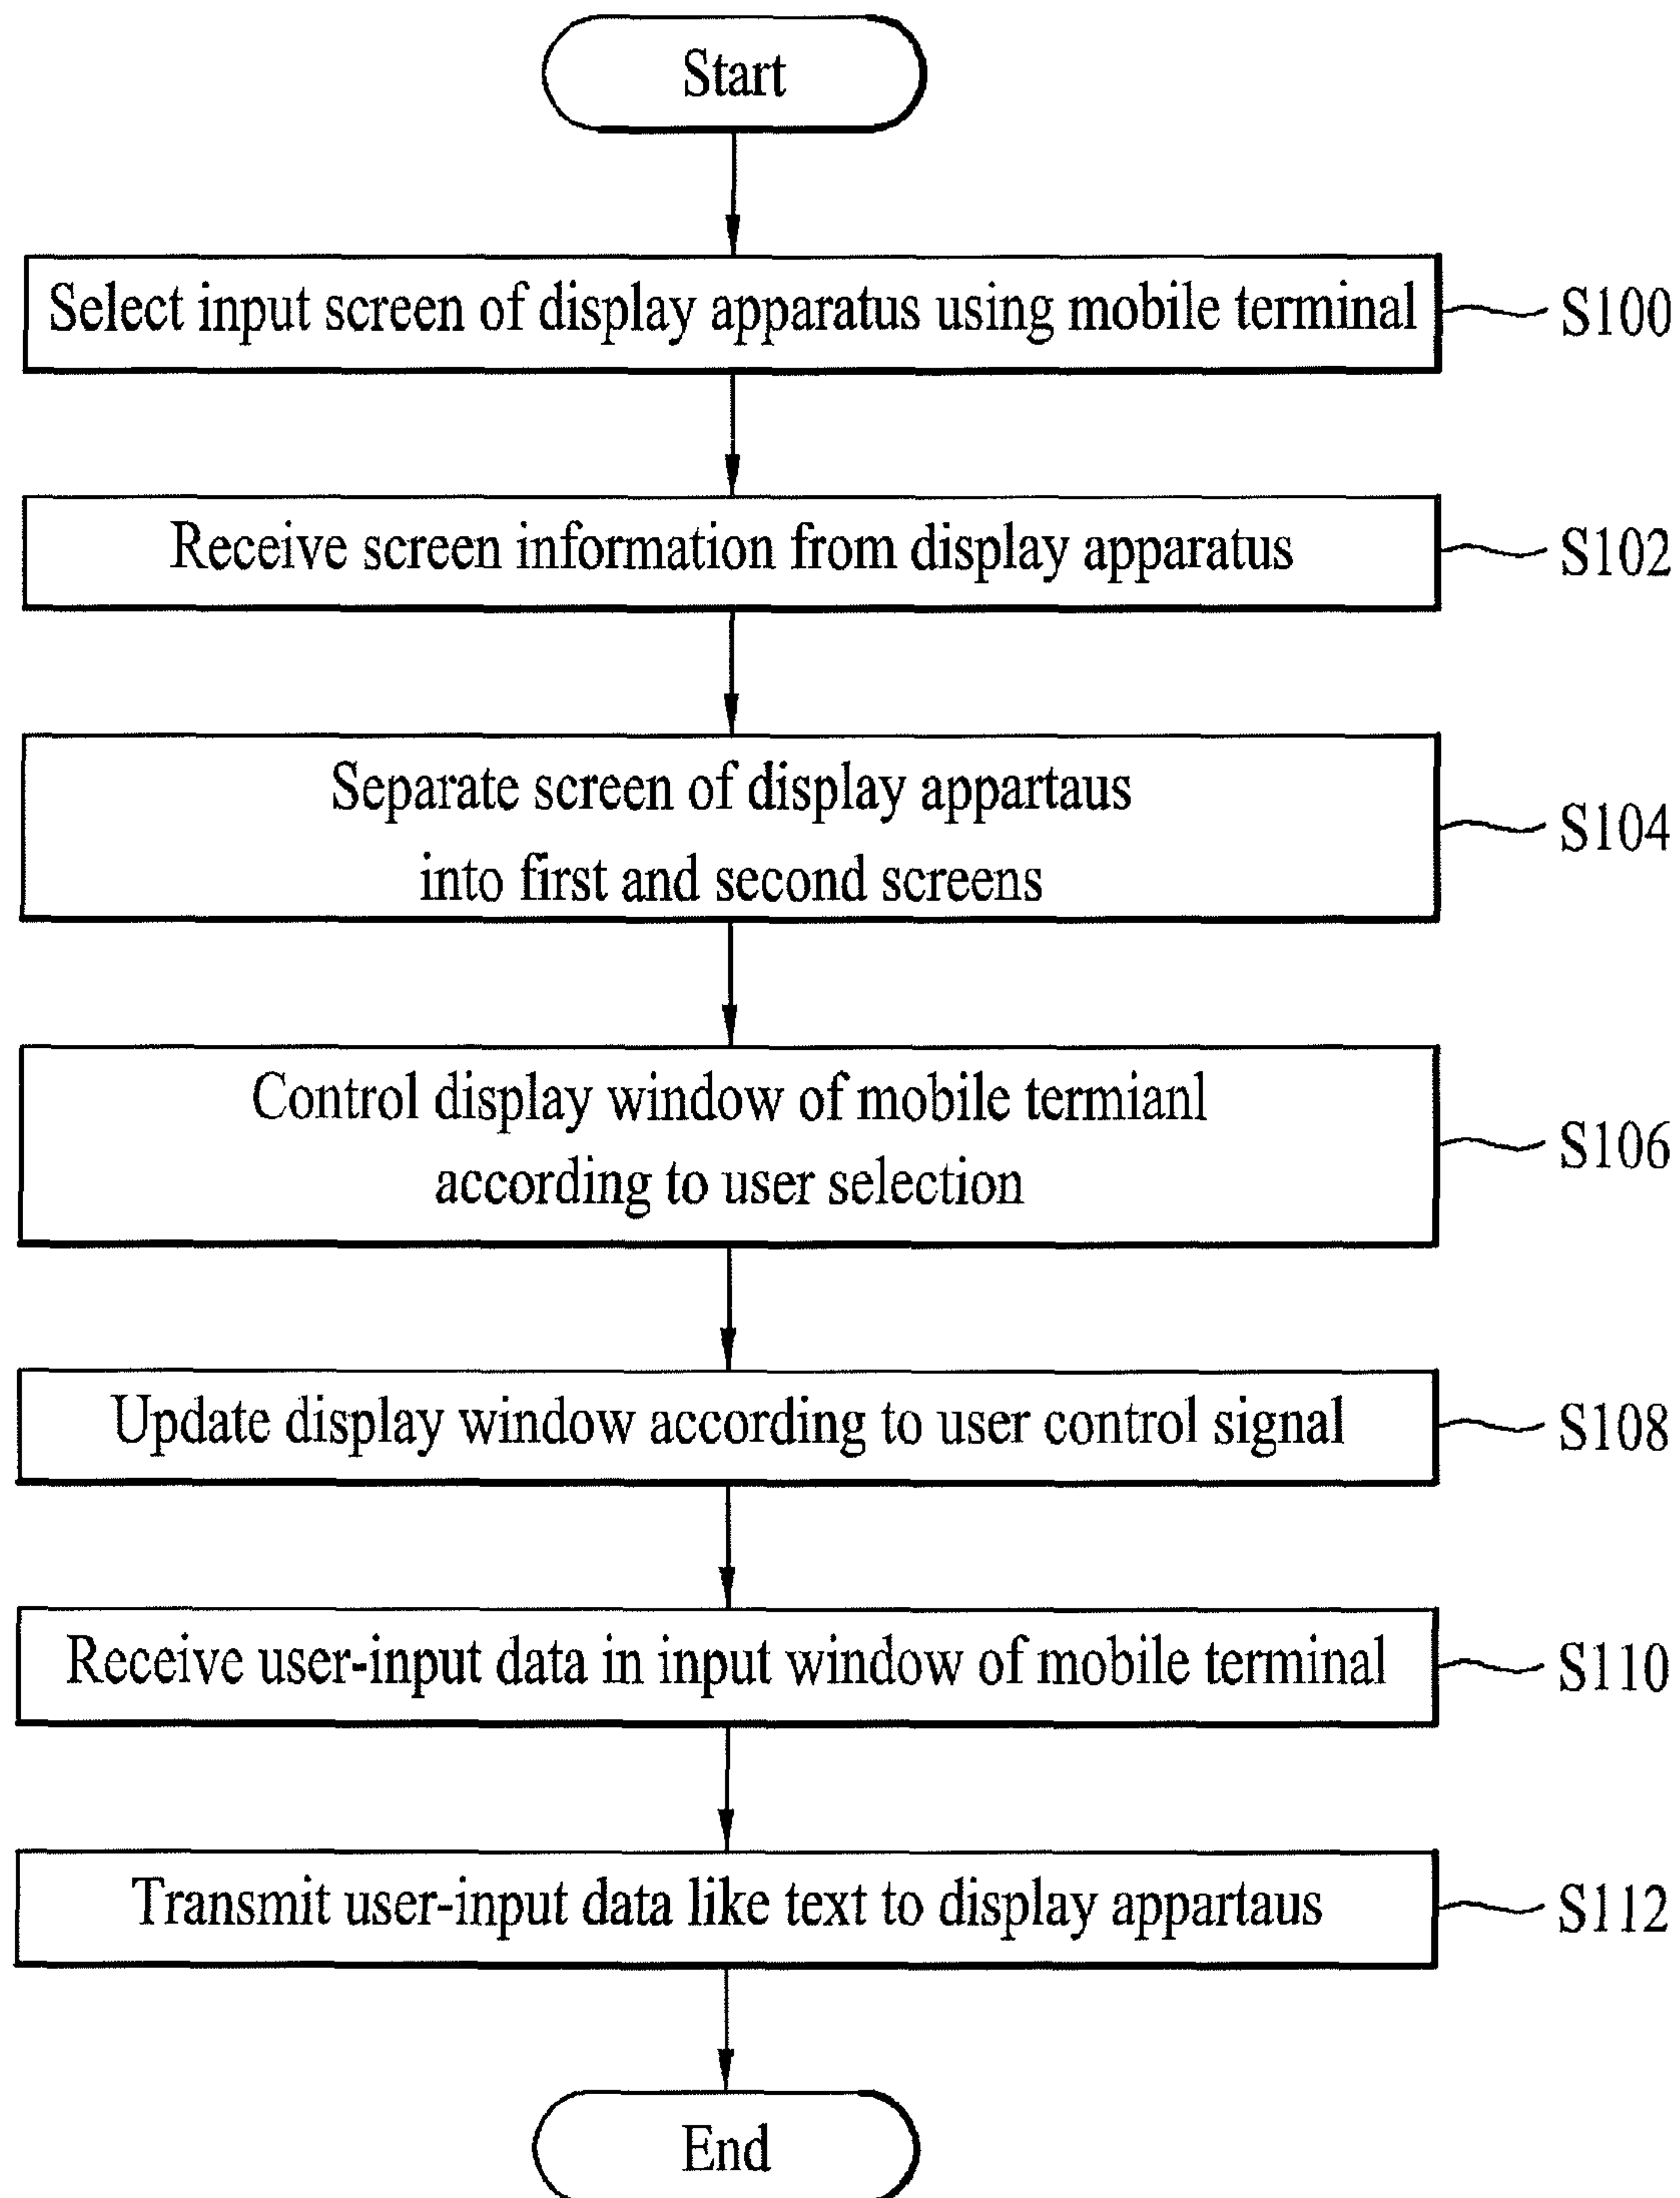 Start
Select input screen of display apparatus using mobile terminal
S100
Receive screen information from display apparatus
S102
Separate screen of display appartaus
into first and second screens
S104
Control display window of mobile termianl
according to user selection
S106
Update display window according to user control signal
S108
Receive user-input data in input window of mobile terminal
S110
Transmit user-input data like text to display appartaus
S112
End